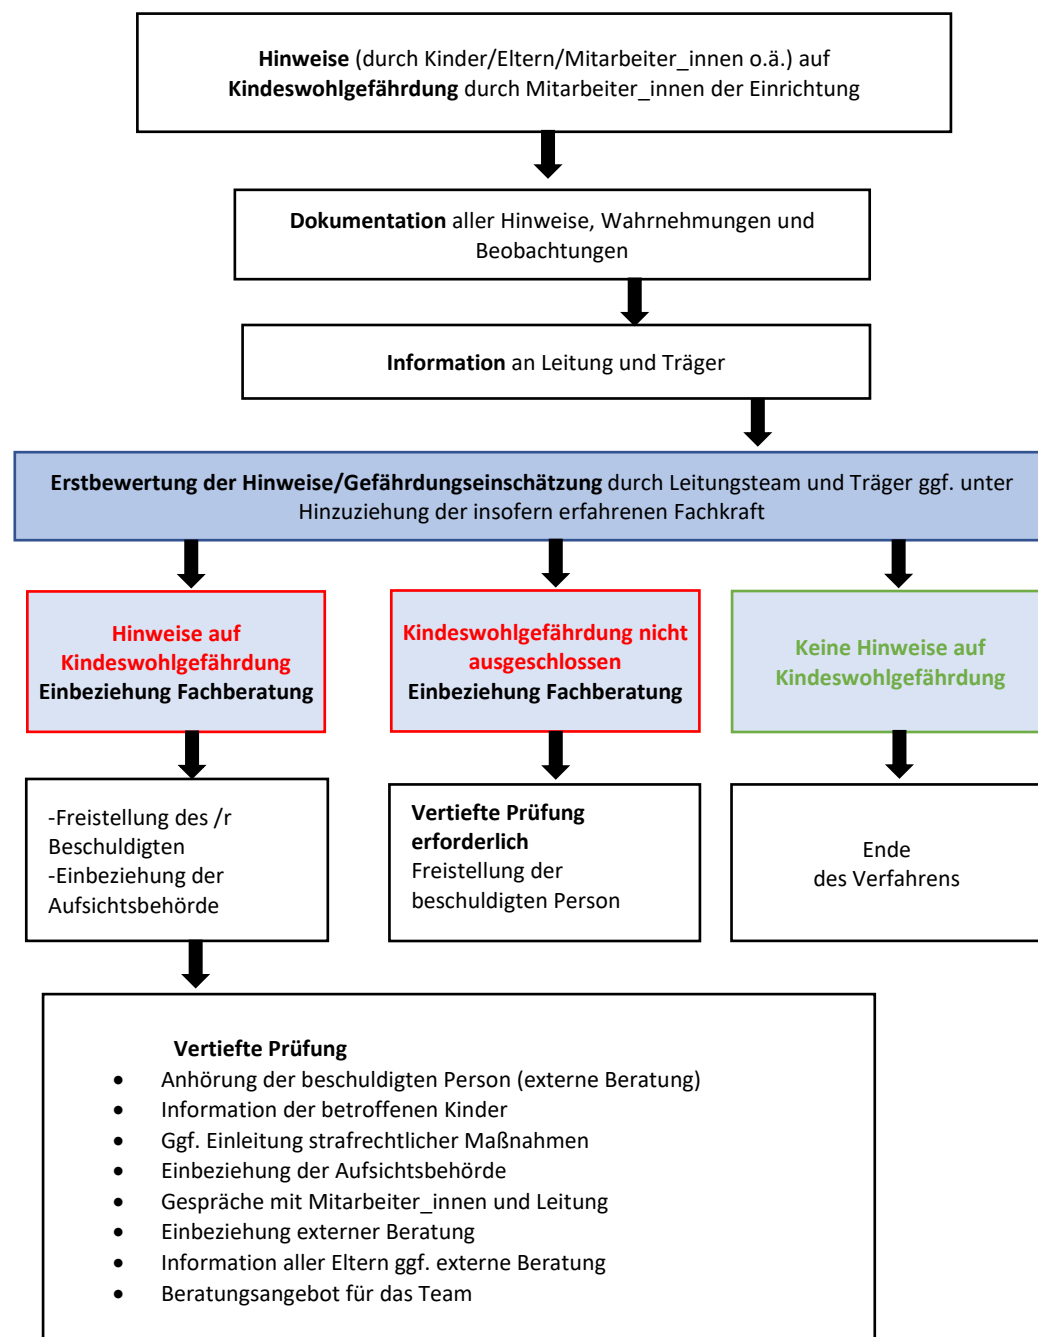 Hinweise (durch Kinder/Eltern/Mitarbeiter_innen o.ä.) auf
Kindeswohlgefährdung durch Mitarbeiter_innen der Einrichtung
Dokumentation aller Hinweise, Wahrnehmungen und
Beobachtungen
Information an Leitung und Träger
Erstbewertung der Hinweise/Gefährdungseinschätzung durch Leitungsteam und Träger ggf. unter
Hinzuziehung der insofern erfahrenen Fachkraft
Hinweise auf
Kindeswohlgefährdung
Einbeziehung Fachberatung
Kindeswohlgefährdung nicht
ausgeschlossen
Einbeziehung Fachberatung
Keine Hinweise auf
Kindeswohlgefährdung
-Freistellung des /r
Beschuldigten
-Einbeziehung der
Aufsichtsbehörde
Vertiefte Prüfung
erforderlich
Freistellung der
beschuldigten Person
Ende
des Verfahrens
Vertiefte Prüfung
• Anhörung der beschuldigten Person (externe Beratung)
• Information der betroffenen Kinder
• Ggf. Einleitung strafrechtlicher Maßnahmen
• Einbeziehung der Aufsichtsbehörde
• Gespräche mit Mitarbeiter_innen und Leitung
• Einbeziehung externer Beratung
• Information aller Eltern ggf. externe Beratung
• Beratungsangebot für das Team